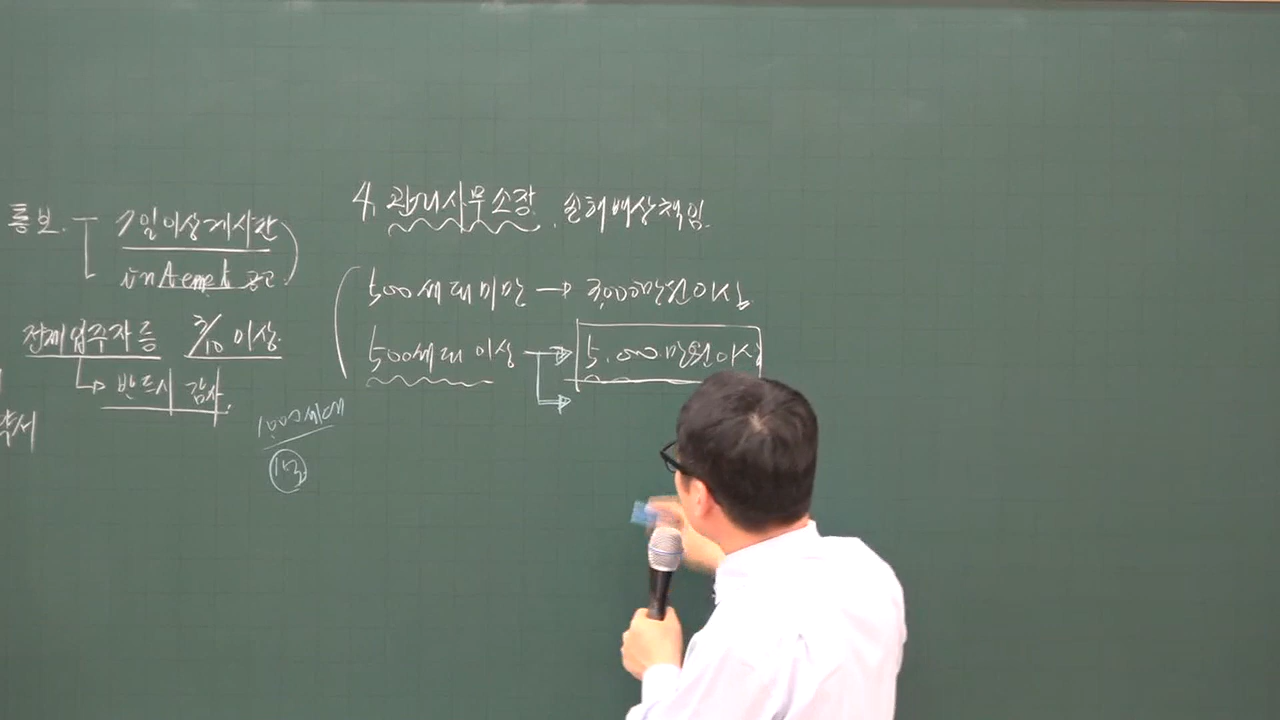 통보 7일이상게시판
internet 공고
전체입주자등 3/10 이상
반드시 감사
약서
1,000세대
1억
4. 관리사무소장. 손해배상책임.
500세대미만 → 3,000만원이상
500세대 이상 → 5,000만원이상